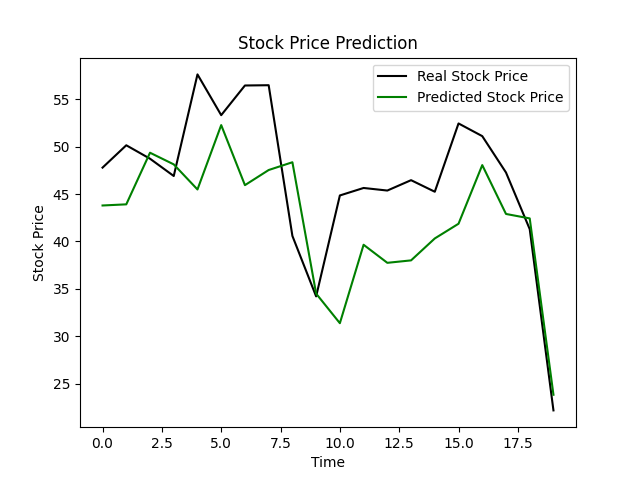 Stock Price Prediction
Real Stock Price
Predicted Stock Price
Stock Price
55
50
45
40
35
30
25
0.0 2.5 5.0 7.5 10.0 12.5 15.0 17.5
Time